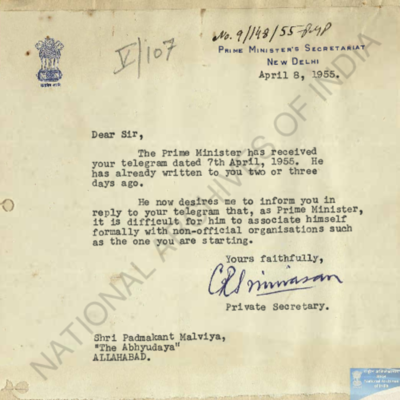 No. 9/148/55-PMP
V/107
PRIME MINISTER'S SECRETARIAT
NEW DELHI
April 8, 1955.
Dear Sir,
The Prime Minister has received
your telegram dated 7th April, 1955. He
has already written to you two or three
days ago.
He now desires me to inform you in
reply to your telegram that, as Prime Minister,
it is difficult for him to associate himself
formally with non-official organisations such
as the one you are starting.
Yours faithfully,
CRSrinivasan
Private Secretary.
Shri Padmakant Malviya,
"The Abhyudaya"
ALLAHABAD.
NATIONAL ARCHIVES OF INDIA